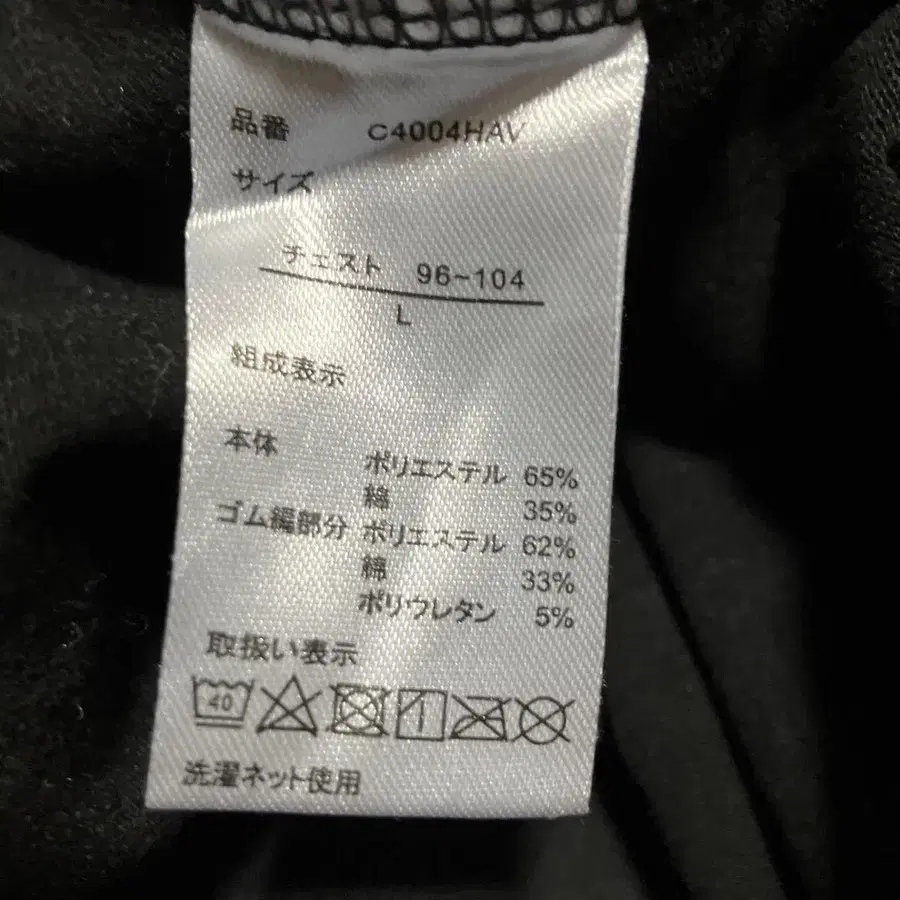 品番 C4004HAV
サイズ
チェスト 96~104
L
組成表示
本体 ポリエステル 65%
綿 35%
ゴム編部分 ポリエステル 62%
綿 33%
ポリウレタン 5%
取扱い表示
40
洗濯ネット使用